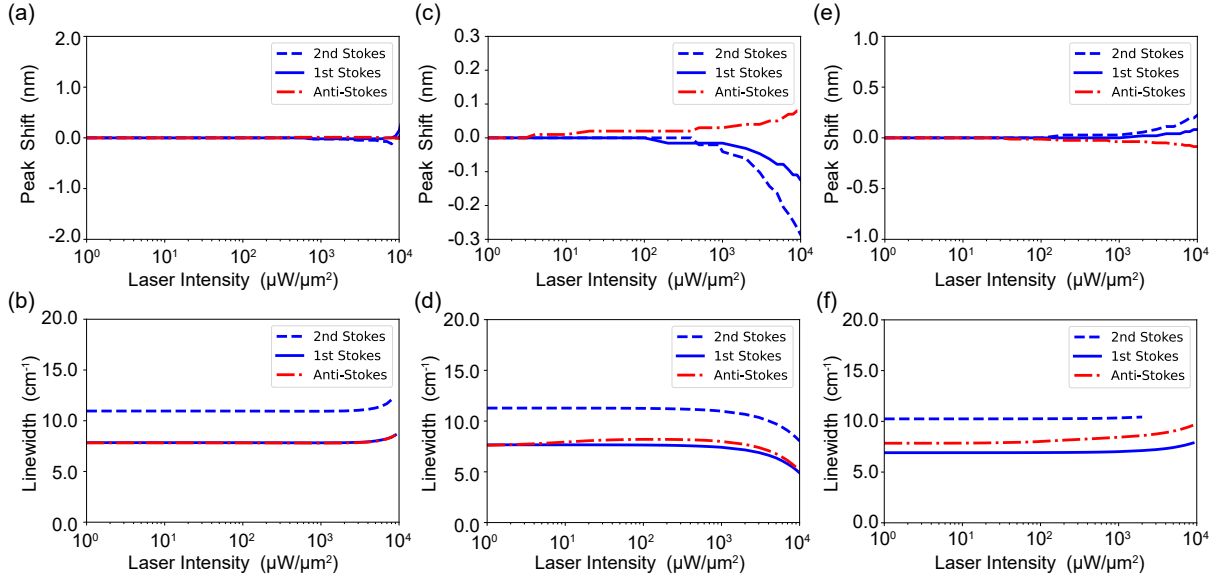 (a)
2.0
1.0
0.0
-1.0
-2.0
Peak Shift (nm)
2nd Stokes
1st Stokes
Anti-Stokes
10⁰
10¹
10²
10³
10⁴
Laser Intensity (μW/μm²)
(c)
0.3
0.2
0.1
0.0
-0.1
-0.2
-0.3
Peak Shift (nm)
2nd Stokes
1st Stokes
Anti-Stokes
10⁰
10¹
10²
10³
10⁴
Laser Intensity (μW/μm²)
(e)
1.0
0.5
0.0
-0.5
-1.0
Peak Shift (nm)
2nd Stokes
1st Stokes
Anti-Stokes
10⁰
10¹
10²
10³
10⁴
Laser Intensity (μW/μm²)
(b)
20.0
15.0
10.0
5.0
0.0
Linewidth (cm⁻¹)
2nd Stokes
1st Stokes
Anti-Stokes
10⁰
10¹
10²
10³
10⁴
Laser Intensity (μW/μm²)
(d)
20.0
15.0
10.0
5.0
0.0
Linewidth (cm⁻¹)
2nd Stokes
1st Stokes
Anti-Stokes
10⁰
10¹
10²
10³
10⁴
Laser Intensity (μW/μm²)
(f)
20.0
15.0
10.0
5.0
0.0
Linewidth (cm⁻¹)
2nd Stokes
1st Stokes
Anti-Stokes
10⁰
10¹
10²
10³
10⁴
Laser Intensity (μW/μm²)